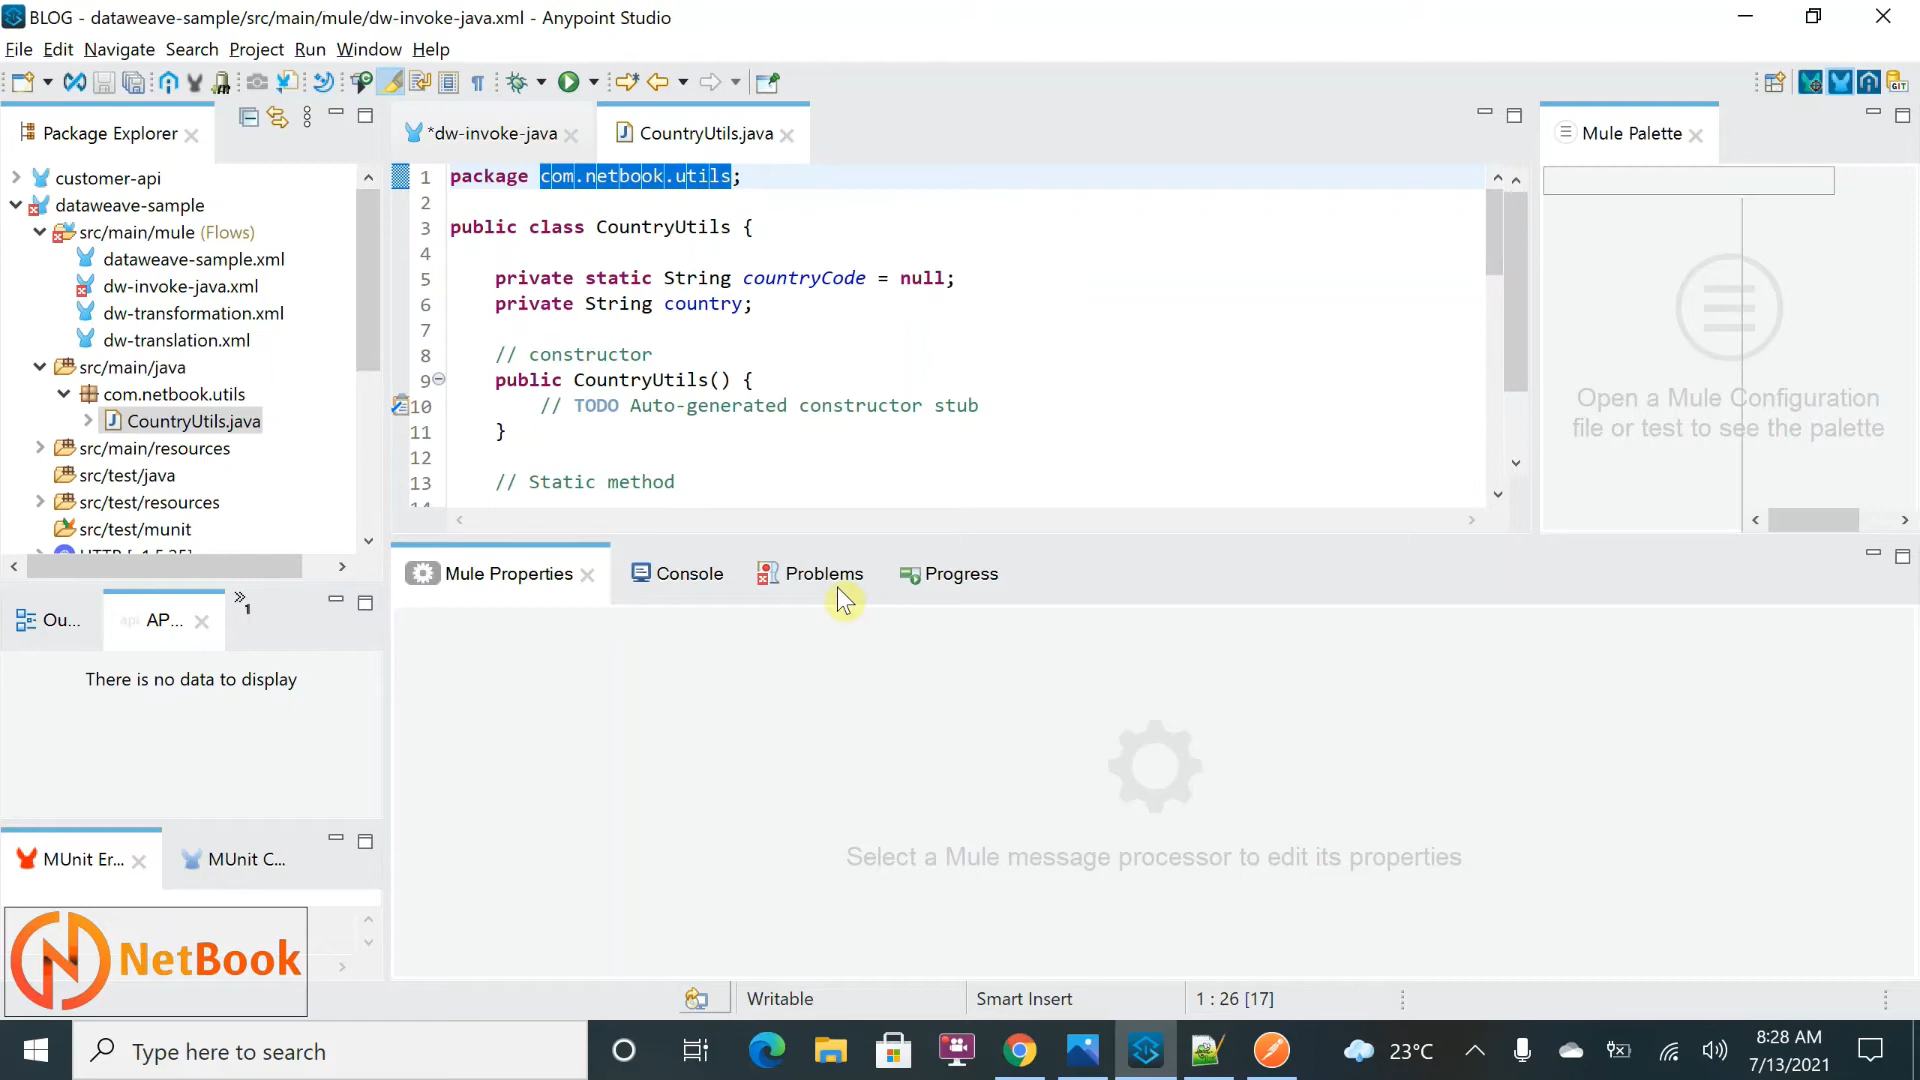 BLOG - dataweave-sample/src/main/mule/dw-invoke-java.xml - Anypoint Studio
File Edit Navigate Search Project Run Window Help
GIT
Package Explorer
*dw-invoke-java
CountryUtils.java
Mule Palette
customer-api
dataweave-sample
src/main/mule (Flows)
dataweave-sample.xml
dw-invoke-java.xml
dw-transformation.xml
dw-translation.xml
src/main/java
com.netbook.utils
CountryUtils.java
src/main/resources
src/test/java
src/test/resources
src/test/munit
1 package com.netbook.utils;
2
3 public class CountryUtils {
4
5 private static String countryCode = null;
6 private String country;
7
8 // constructor
9 public CountryUtils() {
10 // TODO Auto-generated constructor stub
11 }
12
13 // Static method
Open a Mule Configuration
file or test to see the palette
Mule Properties
Console
Problems
Progress
Ou...
api AP...
1
There is no data to display
Select a Mule message processor to edit its properties
MUnit Er...
MUnit C...
NetBook
Writable
Smart Insert
1 : 26 [17]
Type here to search
23°C
8:28 AM
7/13/2021